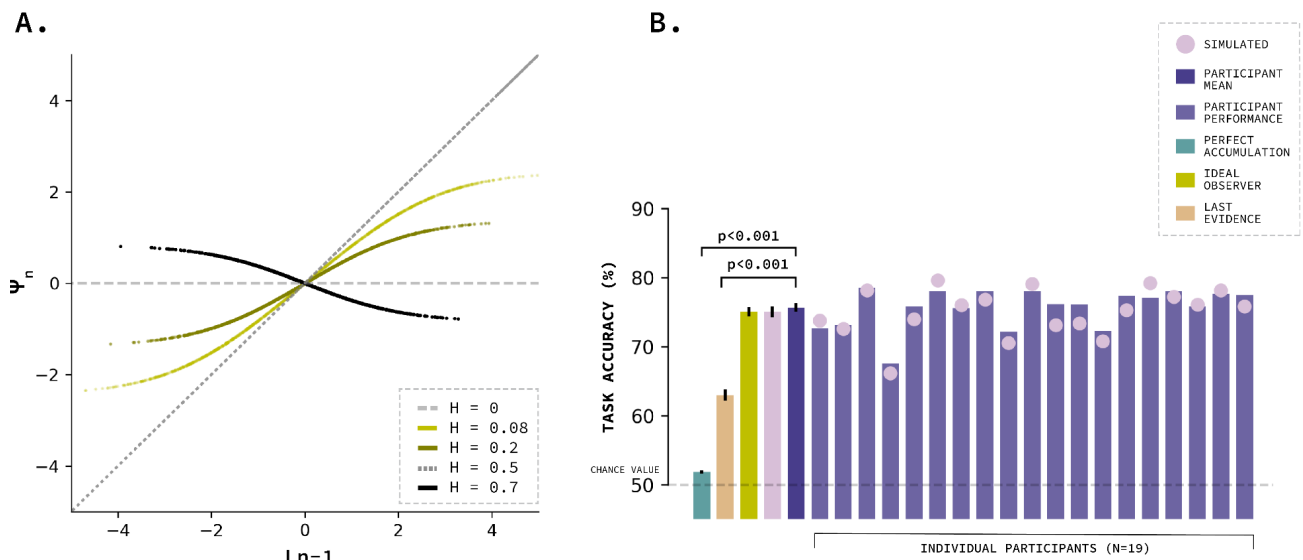 A.
4
2
0
−2
−4
−4
−2
0
2
4
Ψn
Ln−1
H = 0
H = 0.08
H = 0.2
H = 0.5
H = 0.7
B.
SIMULATED
PARTICIPANT
MEAN
PARTICIPANT
PERFORMANCE
PERFECT
ACCUMULATION
IDEAL
OBSERVER
LAST
EVIDENCE
90
80
70
60
50
TASK ACCURACY (%)
CHANCE VALUE
p<0.001
p<0.001
INDIVIDUAL PARTICIPANTS (N=19)